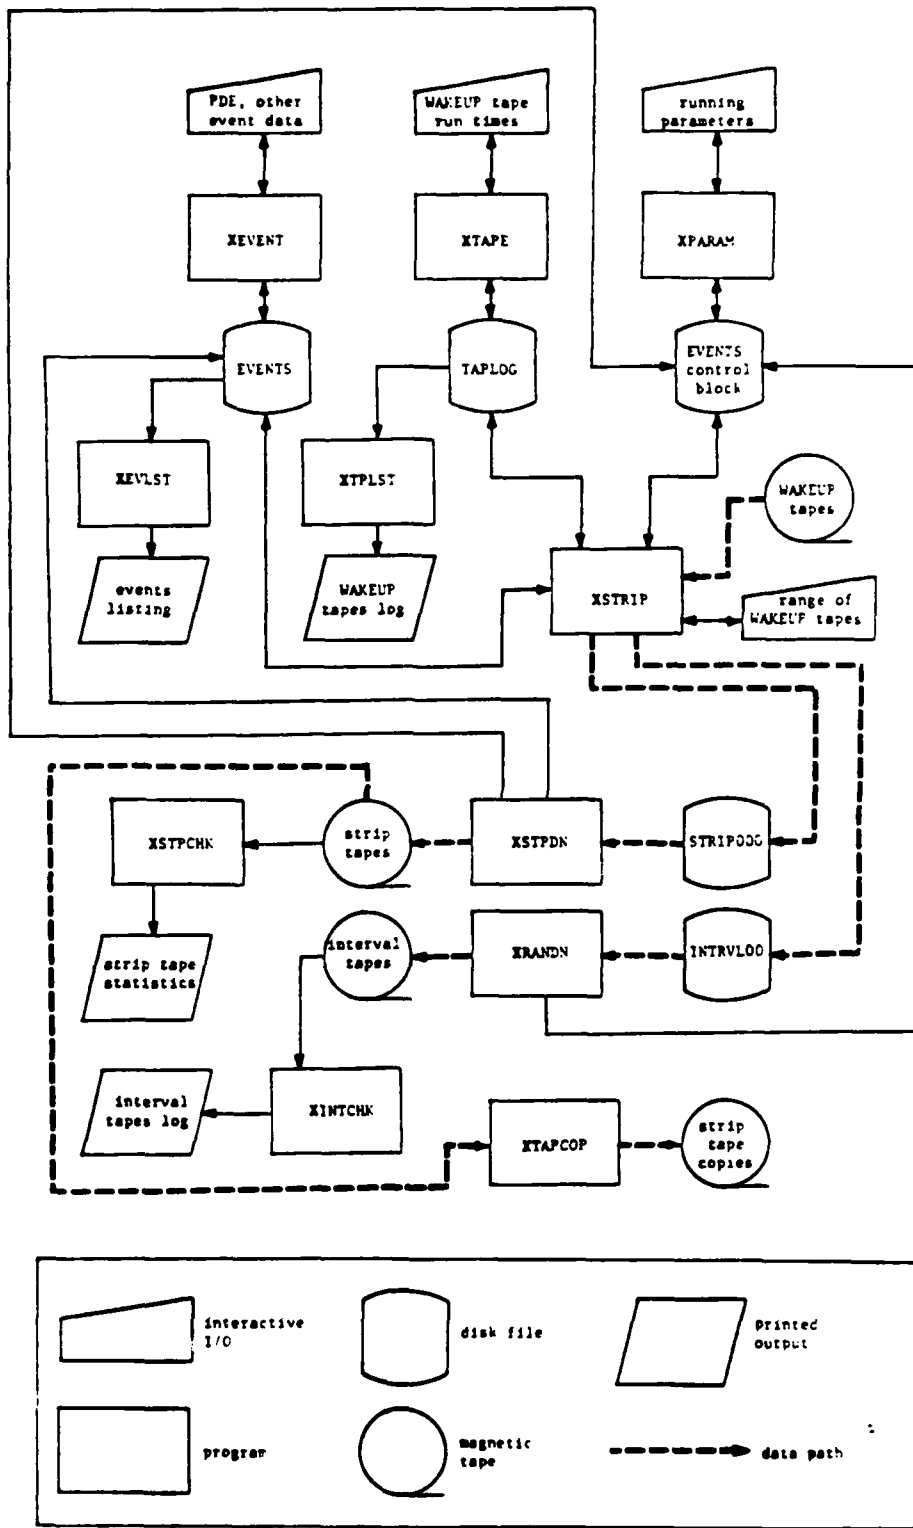 PDE, other
event data
WAKEUP tape
run times
running
parameters
XEVENT
XTAPE
XPARAM
EVENTS
TAPLOG
EVENTS
control
block
XEVLST
XTPLST
WAKEUP
tapes
events
listing
WAKEUP
tapes log
XSTRIP
range of
WAKEUP tapes
XSTPCHK
strip
tapes
XSTPDN
STRIPOOO
strip tape
statistics
interval
tapes
XRANDN
INTRVLOO
interval
tapes log
XINTCHK
XTAPCOP
strip
tape
copies
interactive
I/O
disk file
printed
output
program
magnetic
tape
data path